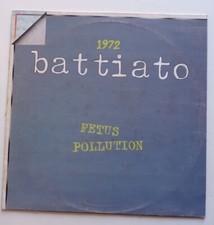 1972
battiato
FETUS
POLLUTION